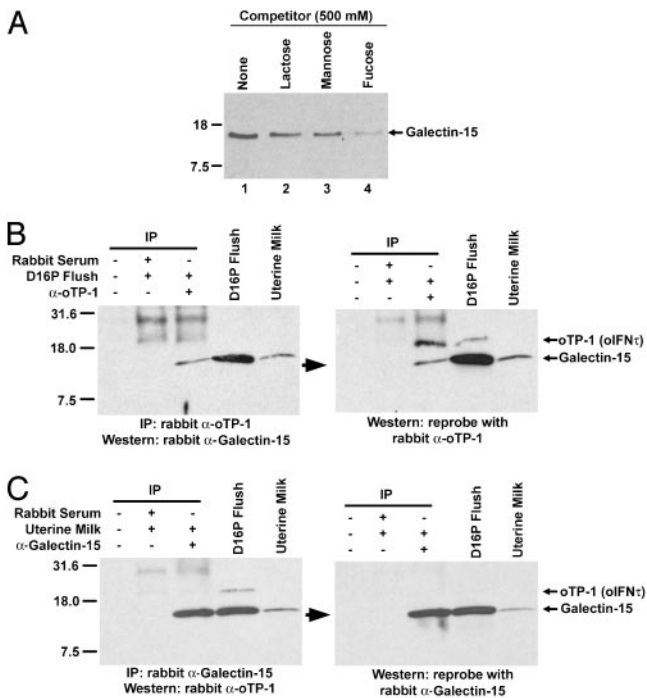 A
Competitor (500 mM)
None
Lactose
Mannose
Fucose
18
7.5
Galectin-15
1 2 3 4
B
IP
Rabbit Serum - + -
D16P Flush - + +
α-oTP-1 - - +
D16P Flush
Uterine Milk
31.6
18.0
7.5
IP: rabbit α-oTP-1
Western: rabbit α-Galectin-15
IP
- + -
- + +
- - +
D16P Flush
Uterine Milk
oTP-1 (oIFNτ)
Galectin-15
Western: reprobe with
rabbit α-oTP-1
C
IP
Rabbit Serum - + -
Uterine Milk - + +
α-Galectin-15 - - +
D16P Flush
Uterine Milk
31.6
18.0
7.5
IP: rabbit α-Galectin-15
Western: rabbit α-oTP-1
IP
- + -
- + +
- - +
D16P Flush
Uterine Milk
oTP-1 (oIFNτ)
Galectin-15
Western: reprobe with
rabbit α-Galectin-15